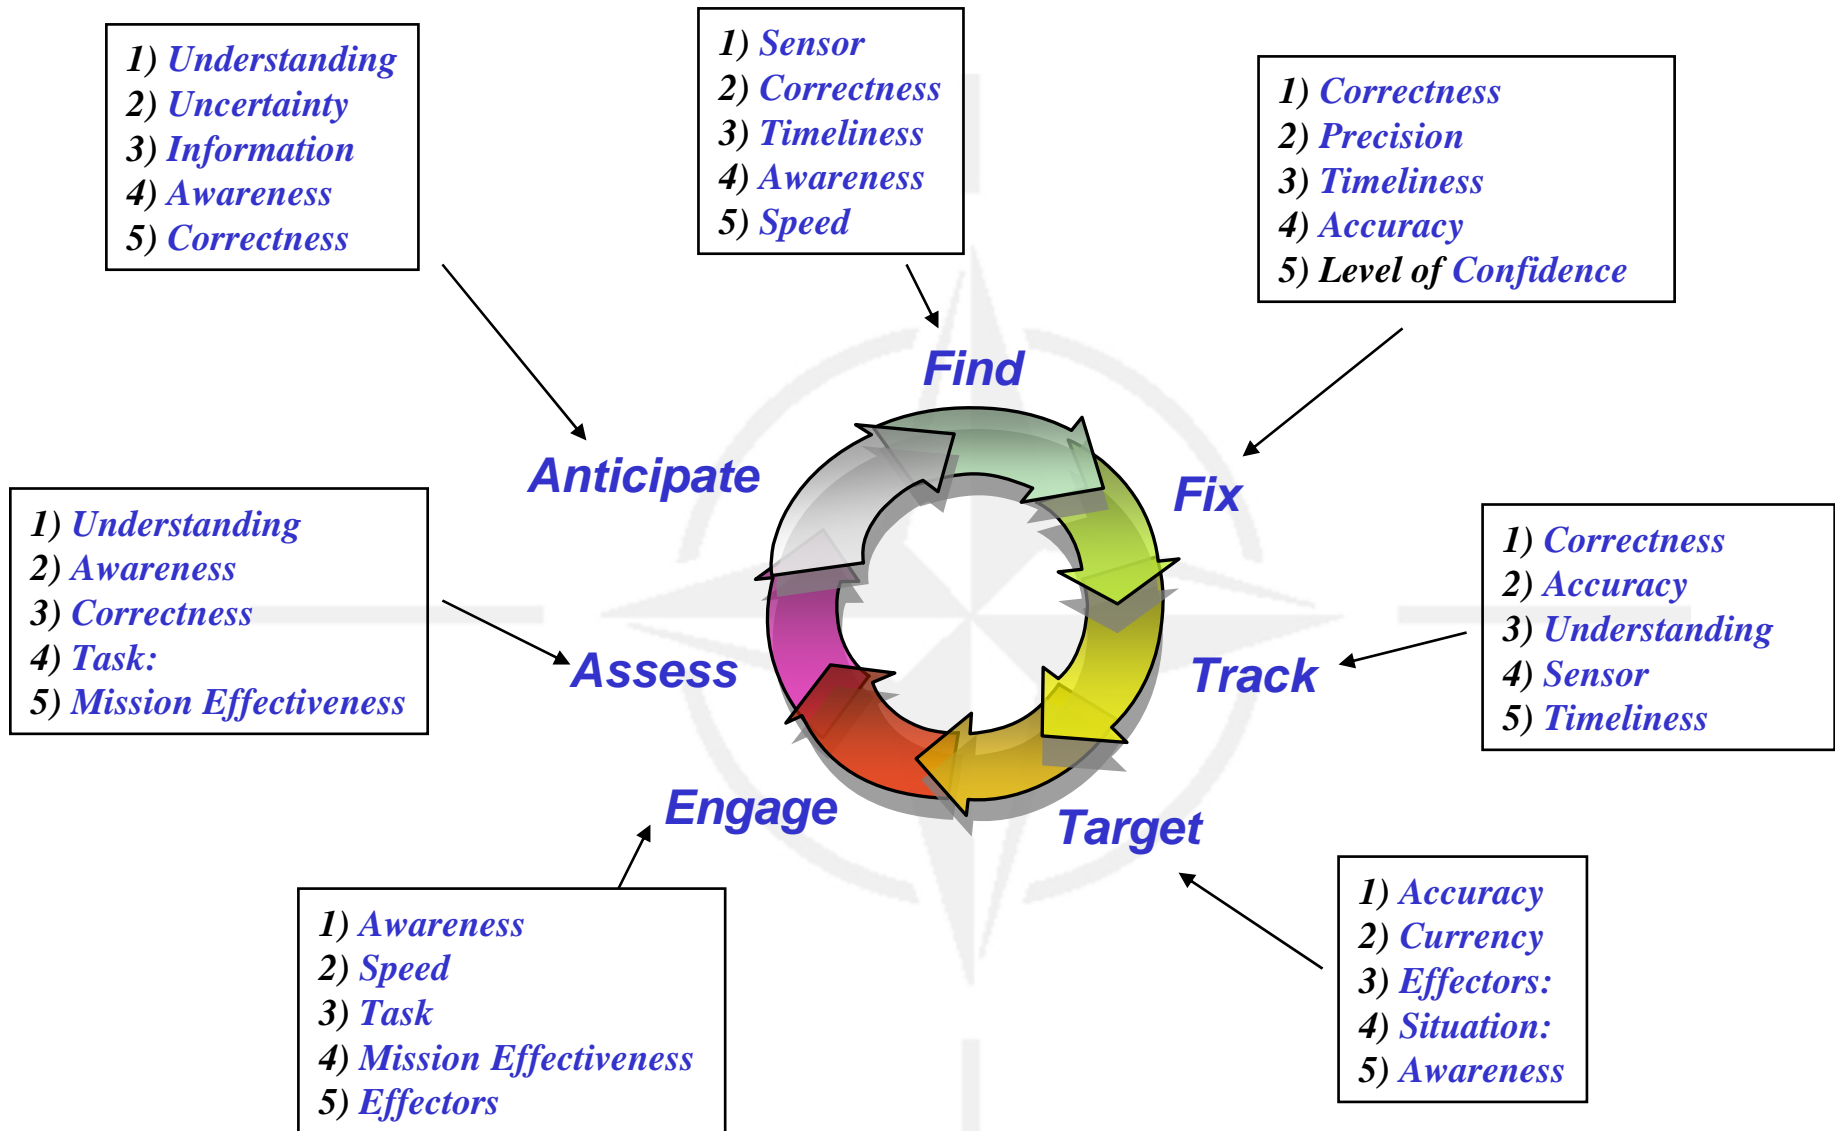 1) Understanding
2) Uncertainty
3) Information
4) Awareness
5) Correctness
1) Sensor
2) Correctness
3) Timeliness
4) Awareness
5) Speed
1) Correctness
2) Precision
3) Timeliness
4) Accuracy
5) Level of Confidence
Find
Anticipate
Fix
1) Understanding
2) Awareness
3) Correctness
4) Task:
5) Mission Effectiveness
1) Correctness
2) Accuracy
3) Understanding
4) Sensor
5) Timeliness
Assess
Track
Engage
Target
1) Awareness
2) Speed
3) Task
4) Mission Effectiveness
5) Effectors
1) Accuracy
2) Currency
3) Effectors:
4) Situation:
5) Awareness